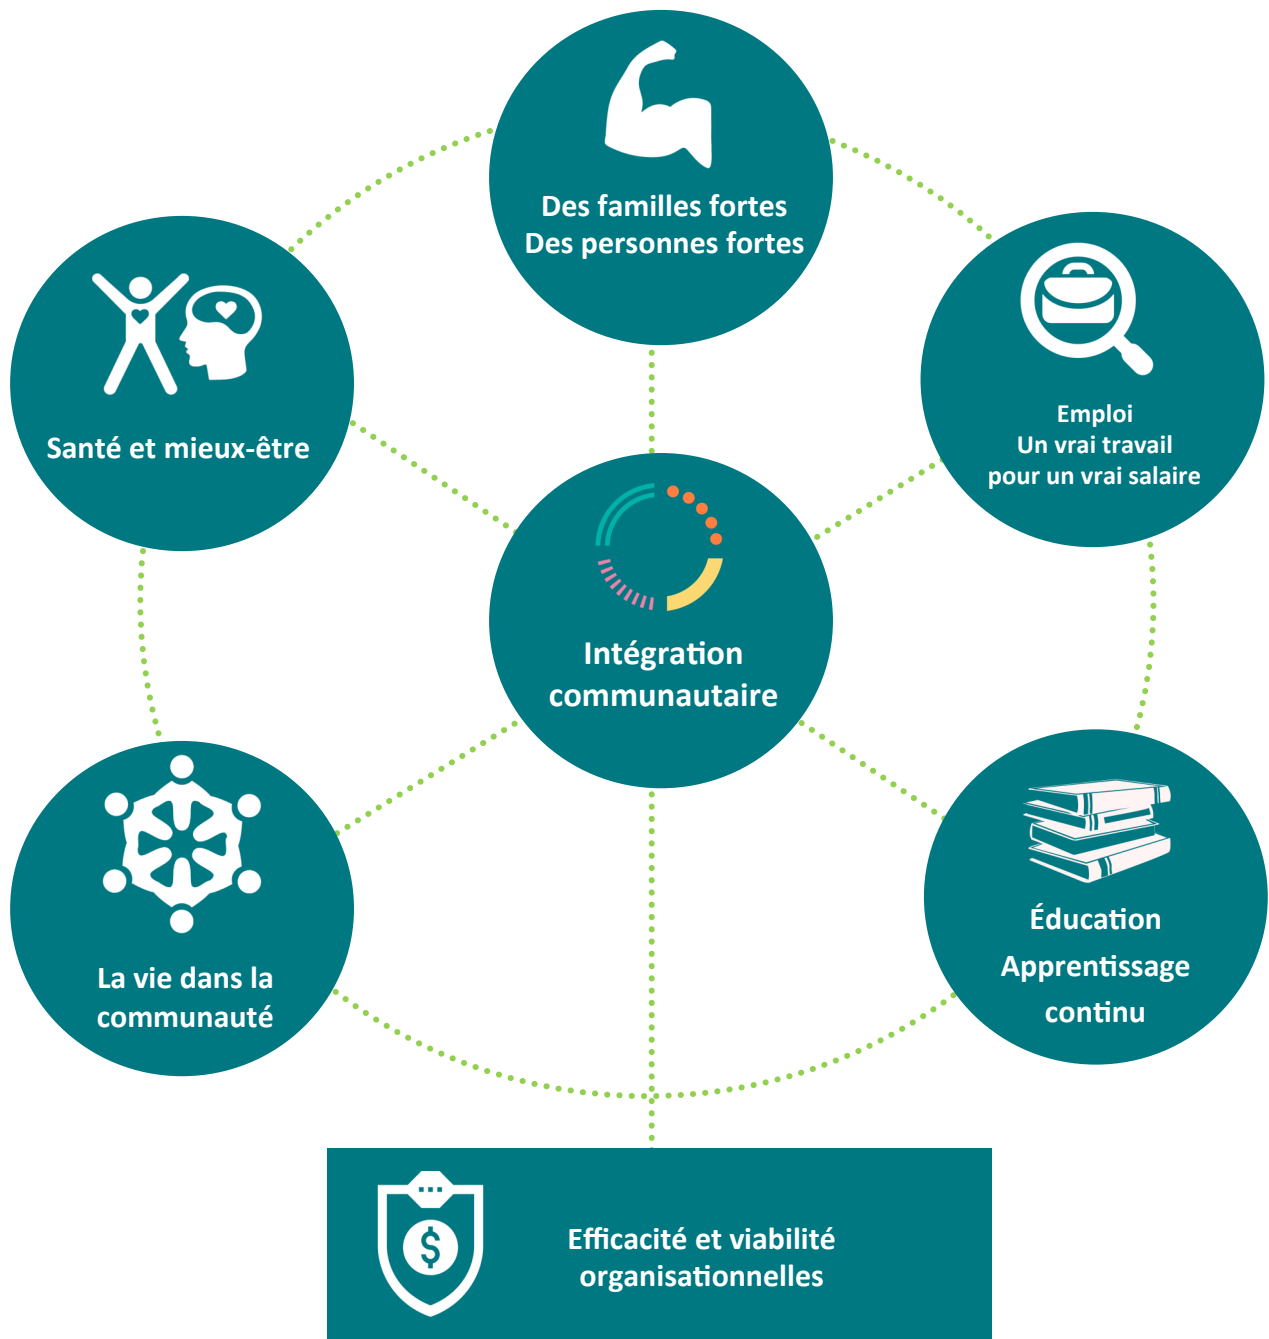 Des familles fortes
Des personnes fortes
Santé et mieux-être
Emploi
Un vrai travail
pour un vrai salaire
Intégration
communautaire
La vie dans la
communauté
Éducation
Apprentissage
continu
$
Efficacité et viabilité
organisationnelles